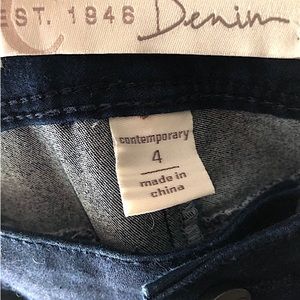 EST. 1946 Denim
contemporary
4
made in
china